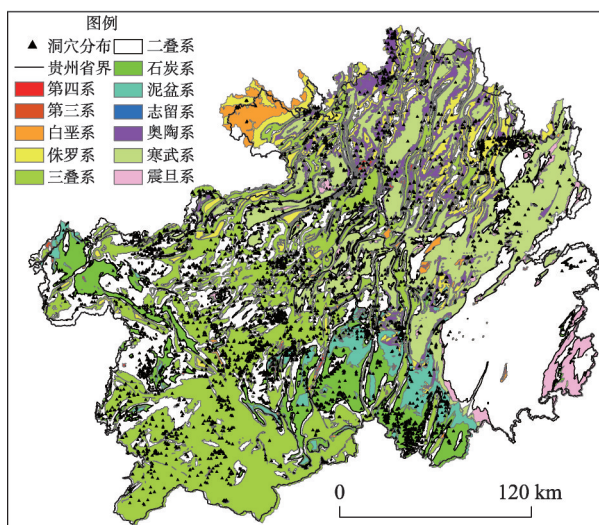 图例
洞穴分布
贵州省界
第四系
第三系
白垩系
侏罗系
三叠系
二叠系
石炭系
泥盆系
志留系
奥陶系
寒武系
震旦系
0 120 km